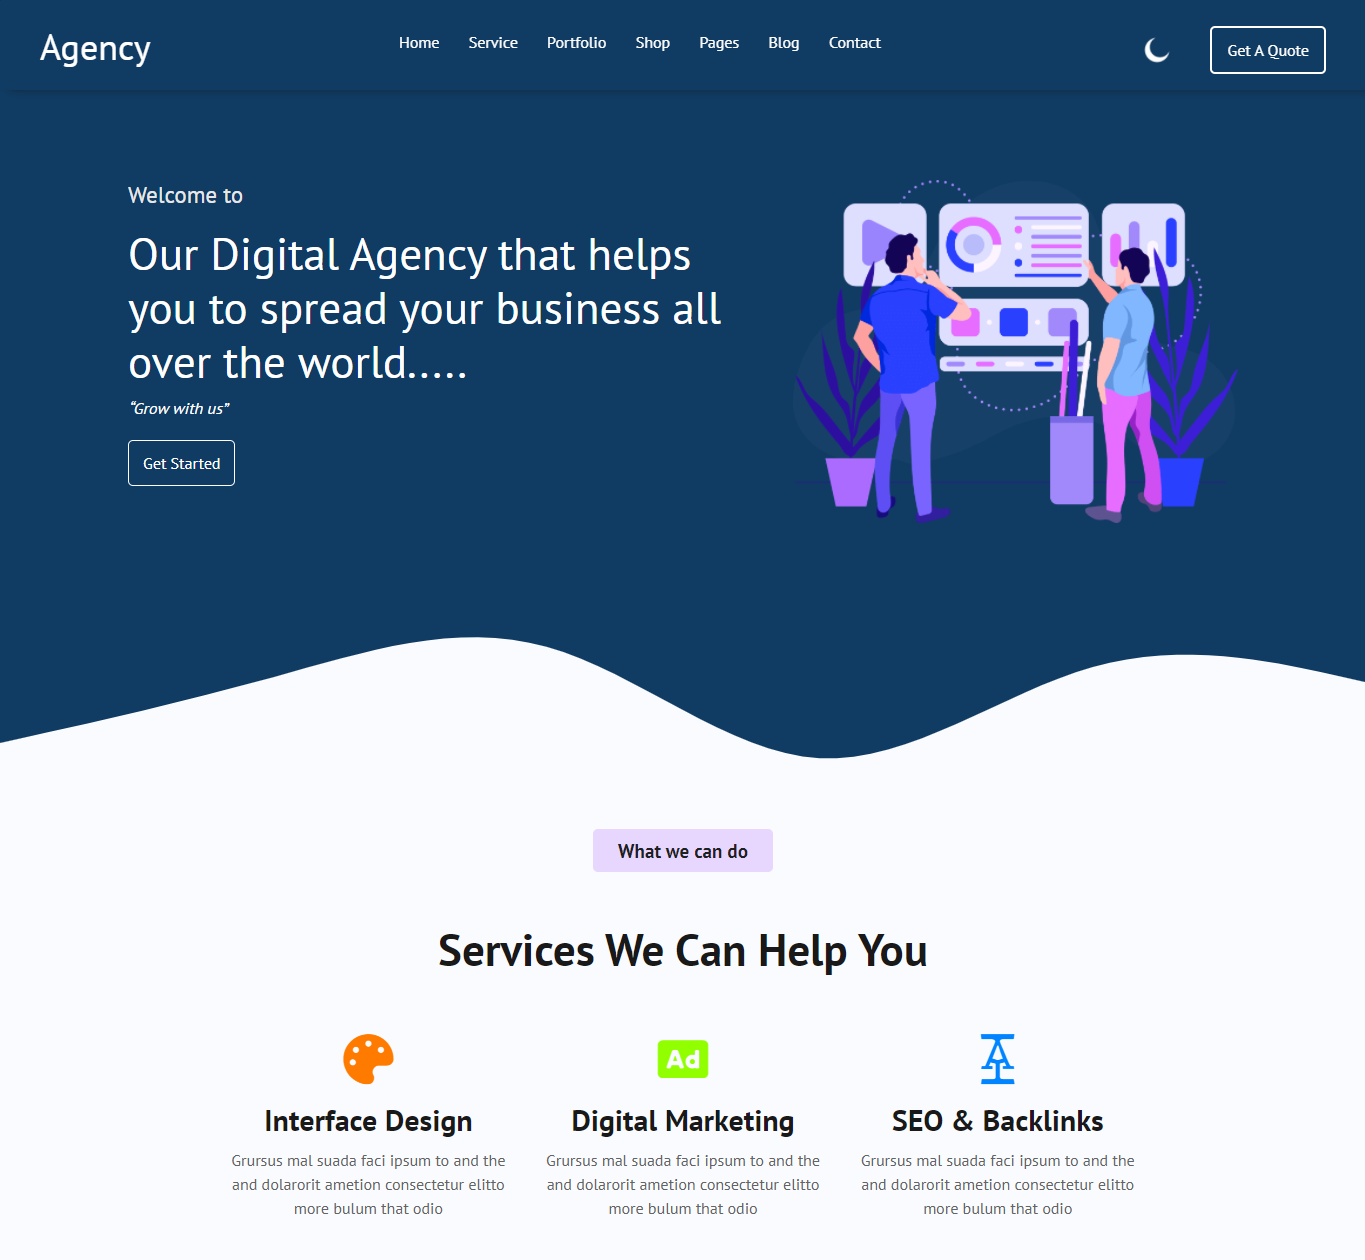 Agency
Home Service Portfolio Shop Pages Blog Contact
Get A Quote
Welcome to
Our Digital Agency that helps
you to spread your business all
over the world.....
“Grow with us”
Get Started
What we can do
Services We Can Help You
Ad
Interface Design
Grursus mal suada faci ipsum to and the
and dolarorit ametion consectetur elitto
more bulum that odio
Digital Marketing
Grursus mal suada faci ipsum to and the
and dolarorit ametion consectetur elitto
more bulum that odio
SEO & Backlinks
Grursus mal suada faci ipsum to and the
and dolarorit ametion consectetur elitto
more bulum that odio